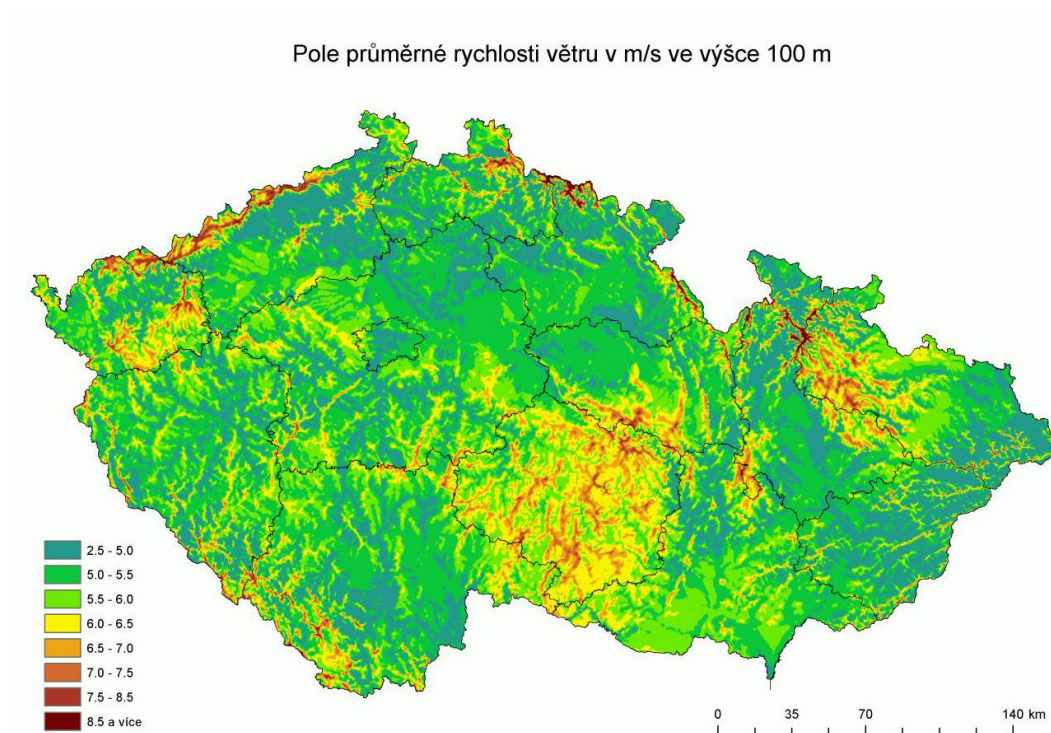 Pole průměrné rychlosti větru v m/s ve výšce 100 m
2.5 - 5.0
5.0 - 5.5
5.5 - 6.0
6.0 - 6.5
6.5 - 7.0
7.0 - 7.5
7.5 - 8.5
8.5 a více
0 35 70 140 km